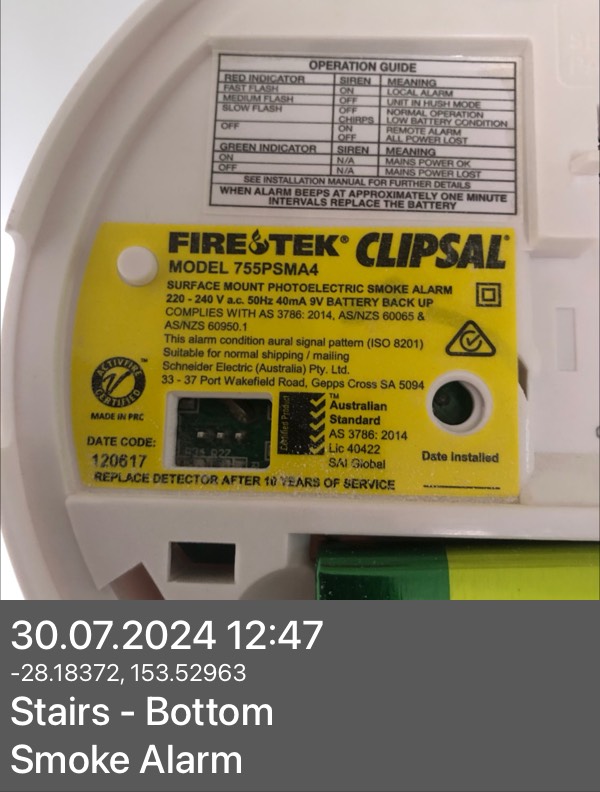 OPERATION GUIDE
RED INDICATOR SIREN MEANING
FAST FLASH ON LOCAL ALARM
MEDIUM FLASH OFF UNIT IN HUSH MODE
SLOW FLASH OFF NORMAL OPERATION
CHIRPS LOW BATTERY CONDITION
OFF ON REMOTE ALARM
OFF ALL POWER LOST
GREEN INDICATOR SIREN MEANING
ON N/A MAINS POWER OK
OFF N/A MAINS POWER LOST
SEE INSTALLATION MANUAL FOR FURTHER DETAILS
WHEN ALARM BEEPS AT APPROXIMATELY ONE MINUTE
INTERVALS REPLACE THE BATTERY
FIRETEK® CLIPSAL®
MODEL 755PSMA4
SURFACE MOUNT PHOTOELECTRIC SMOKE ALARM
220 - 240 V a.c. 50Hz 40mA 9V BATTERY BACK UP
COMPLIES WITH AS 3786: 2014, AS/NZS 60065 &
AS/NZS 60950.1
This alarm condition aural signal pattern (ISO 8201)
Suitable for normal shipping / mailing
Schneider Electric (Australia) Pty. Ltd.
33 - 37 Port Wakefield Road, Gepps Cross SA 5094
ACTIVFIRE
CERTIFIED
™
MADE IN PRC
DATE CODE:
120617
Certified Product
™
Australian
Standard
AS 3786: 2014
Lic 40422
SAI Global
Date Installed
REPLACE DETECTOR AFTER 10 YEARS OF SERVICE
30.07.2024 12:47
-28.18372, 153.52963
Stairs - Bottom
Smoke Alarm